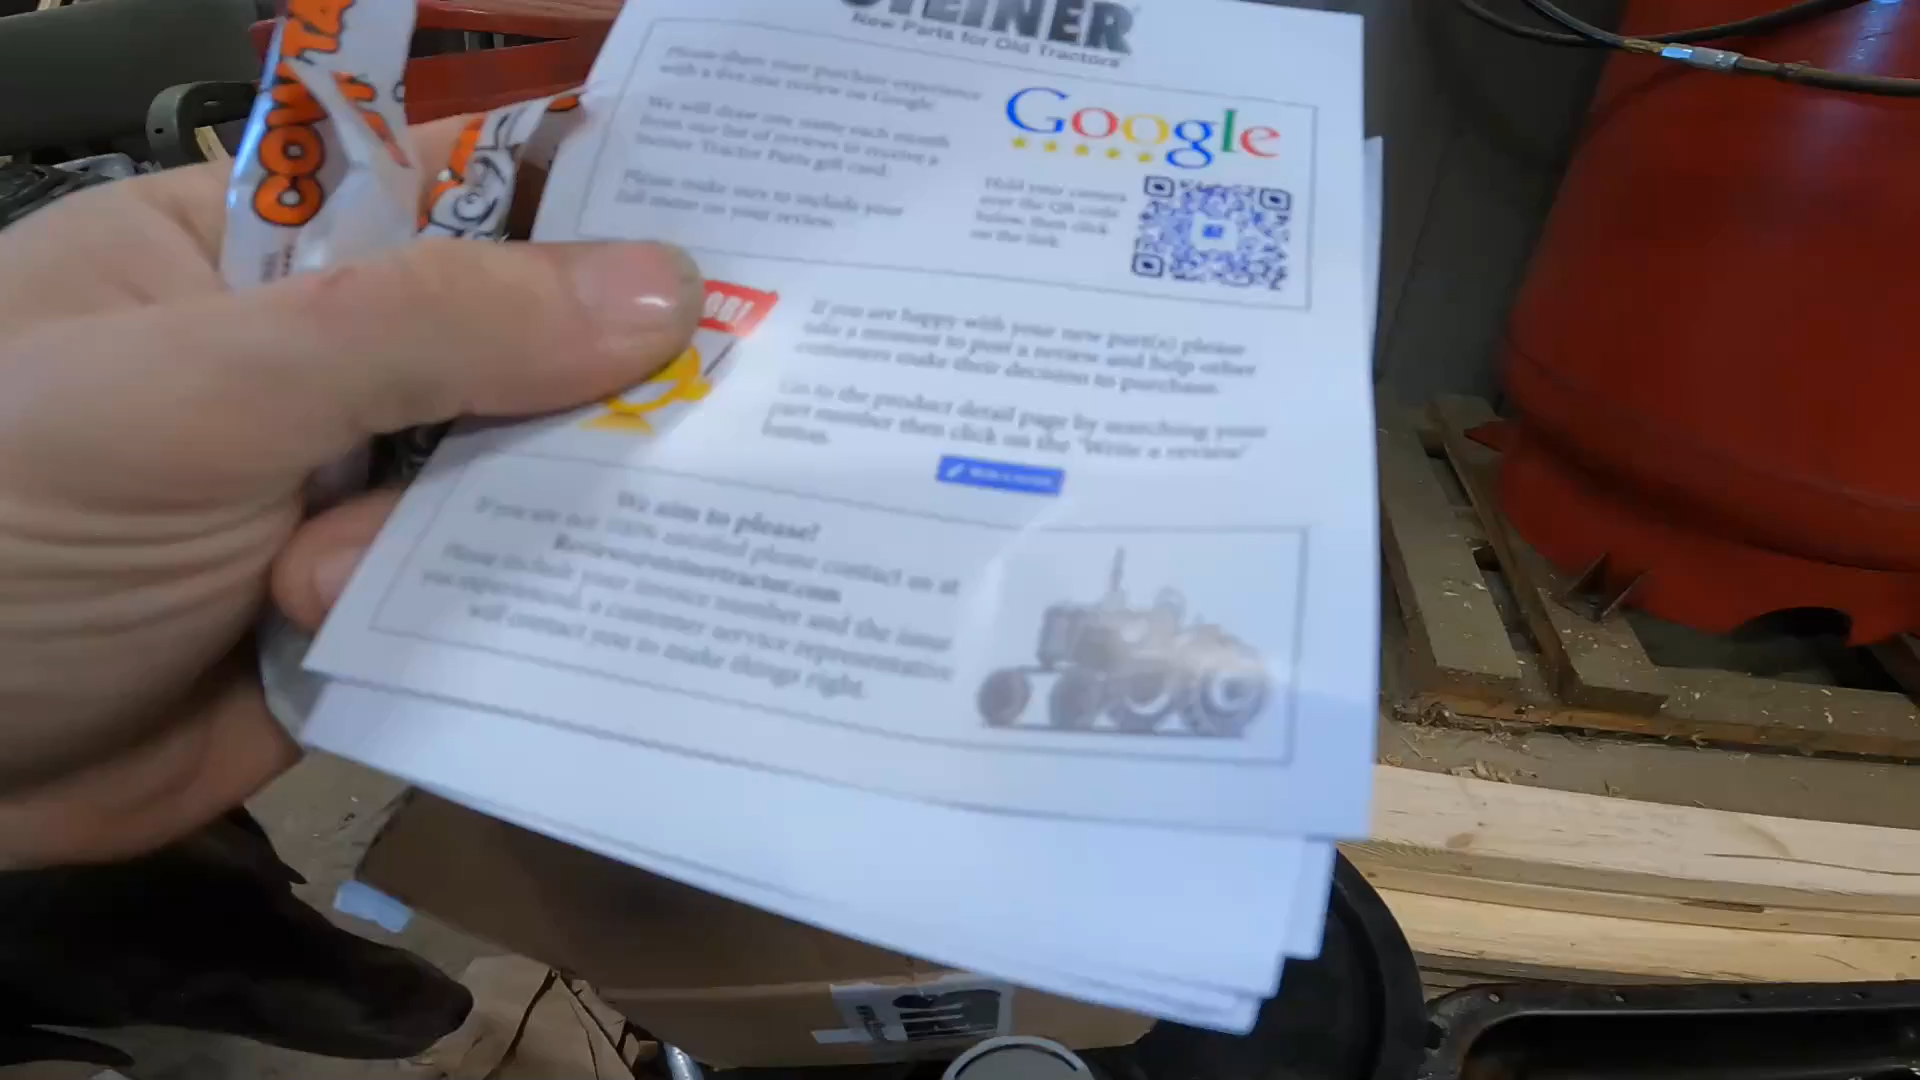 COW TA
STEINER
New Parts for Old Tractors
Please share your purchase experience
with a five star review on Google
We will draw one name each month
from our list of reviews to receive a
Steiner Tractor Parts gift card.
Please make sure to include your
full name on your review.
Google
Hold your camera
over the QR code
below, then click
on the link.
If you are happy with your new part(s) please
take a moment to post a review and help other
customers make their decision to purchase.
Go to the product detail page by searching your
part number then click on the "Write a review"
button.
We aim to please!
If you are not 100% satisfied please contact us at
Reviews@steinertractor.com
Please include your invoice number and the issue
you experienced, a customer service representative
will contact you to make things right.